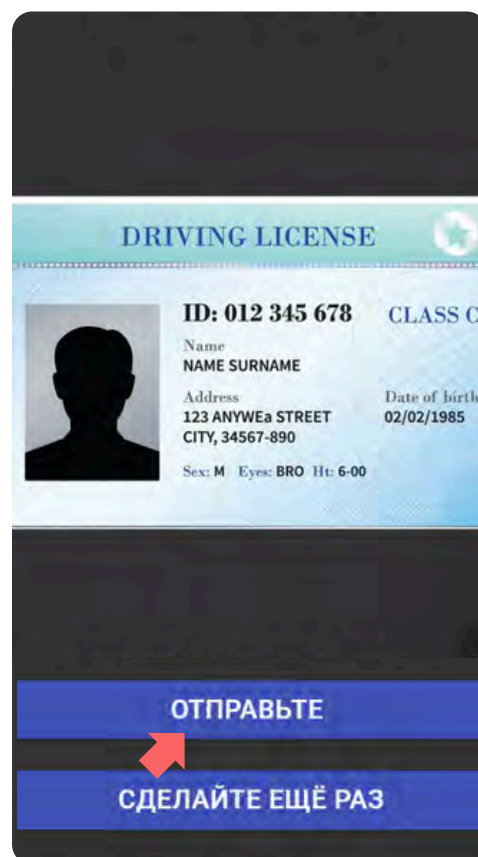 DRIVING LICENSE
ID: 012 345 678 CLASS C
Name
NAME SURNAME
Address Date of birth
123 ANYWEa STREET 02/02/1985
CITY, 34567-890
Sex: M Eyes: BRO Ht: 6-00
ОТПРАВЬТЕ
СДЕЛАЙТЕ ЕЩЁ РАЗ